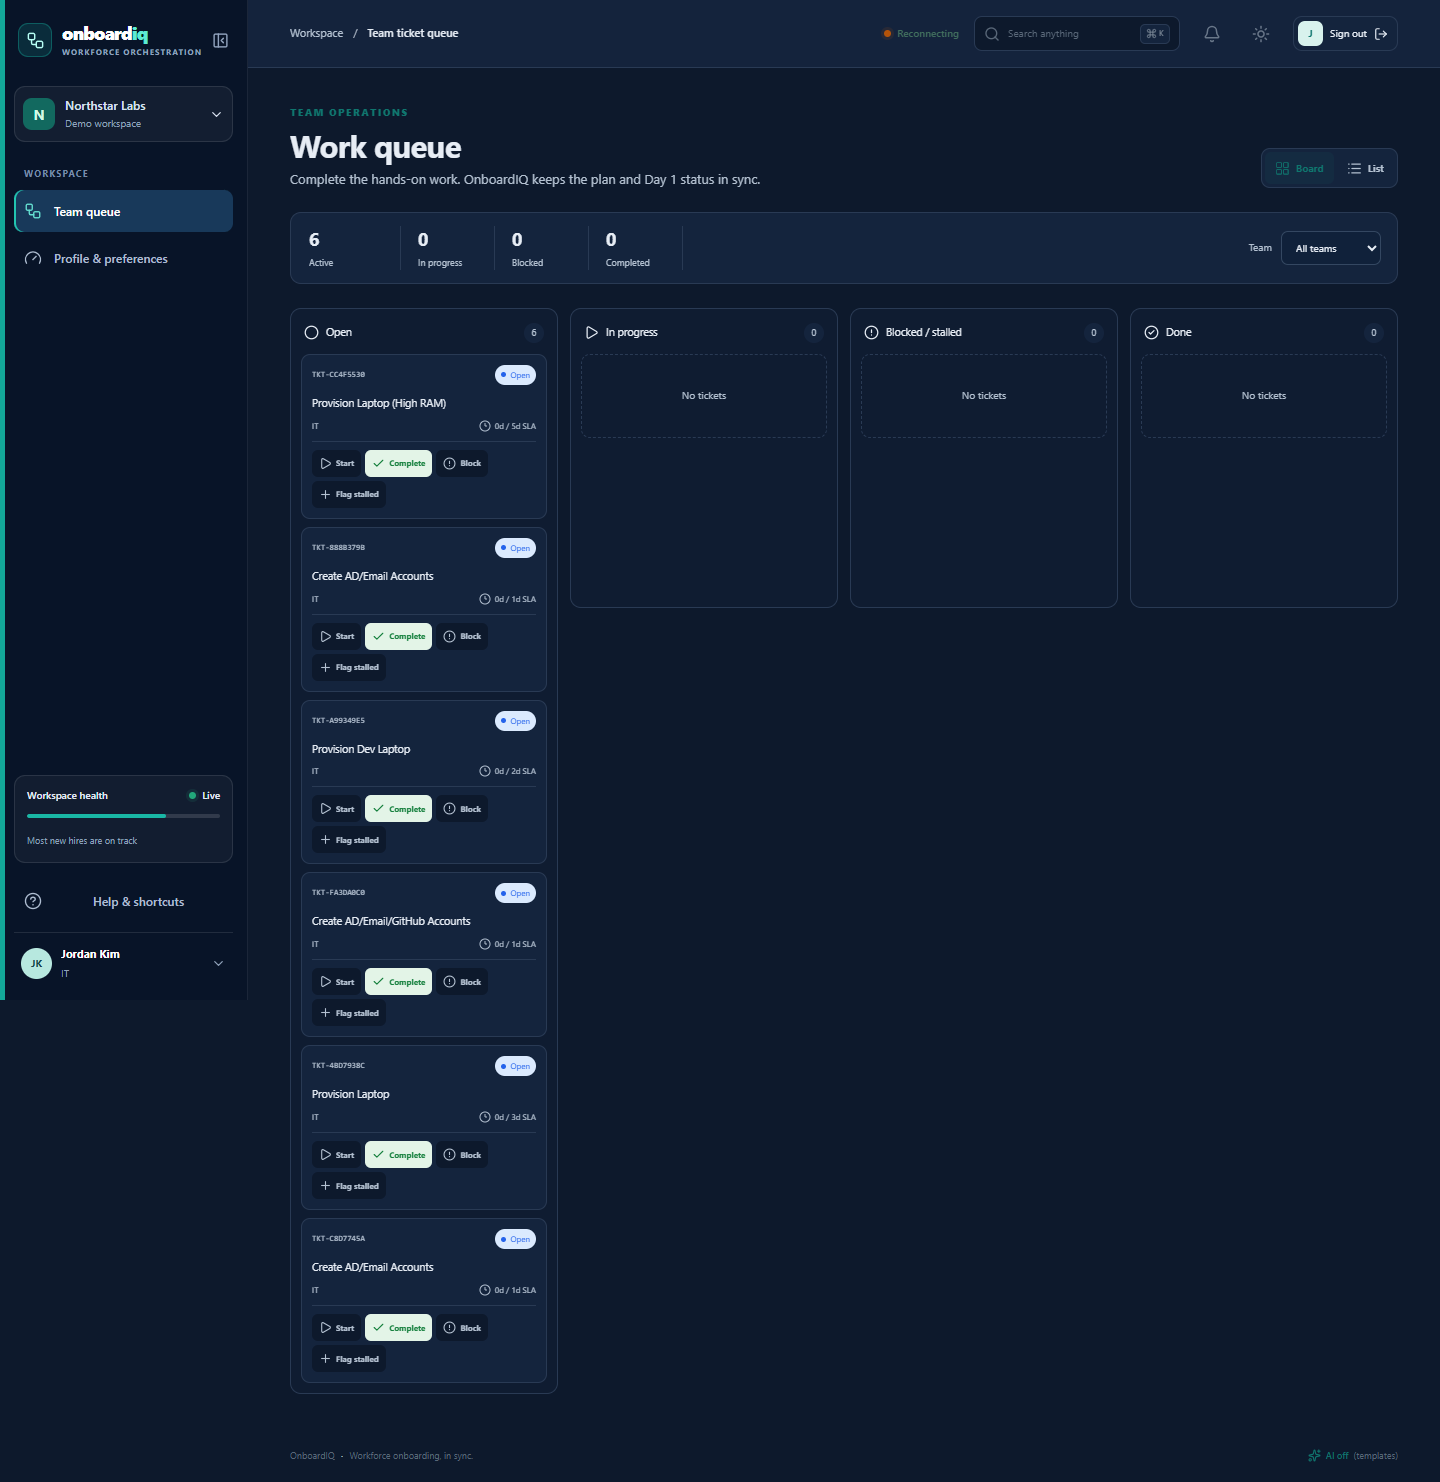 onboardiq
WORKFORCE ORCHESTRATION
N
Northstar Labs
Demo workspace
WORKSPACE
Team queue
Profile & preferences
Workspace health
Live
Most new hires are on track
Help & shortcuts
JK
Jordan Kim
IT
Workspace / Team ticket queue
Reconnecting
Search anything
⌘ K
J
Sign out
TEAM OPERATIONS
Work queue
Complete the hands-on work. OnboardIQ keeps the plan and Day 1 status in sync.
Board
List
6
Active
0
In progress
0
Blocked
0
Completed
Team
All teams
Open
6
TKT-CC4F5530
Open
Provision Laptop (High RAM)
IT
0d / 5d SLA
Start
Complete
Block
Flag stalled
TKT-888B379B
Open
Create AD/Email Accounts
IT
0d / 1d SLA
Start
Complete
Block
Flag stalled
TKT-A99349E5
Open
Provision Dev Laptop
IT
0d / 2d SLA
Start
Complete
Block
Flag stalled
TKT-FA3DA0C0
Open
Create AD/Email/GitHub Accounts
IT
0d / 1d SLA
Start
Complete
Block
Flag stalled
TKT-4BD7938C
Open
Provision Laptop
IT
0d / 3d SLA
Start
Complete
Block
Flag stalled
TKT-C8D7745A
Open
Create AD/Email Accounts
IT
0d / 1d SLA
Start
Complete
Block
Flag stalled
In progress
0
No tickets
Blocked / stalled
0
No tickets
Done
0
No tickets
OnboardIQ - Workforce onboarding, in sync.
AI off (templates)